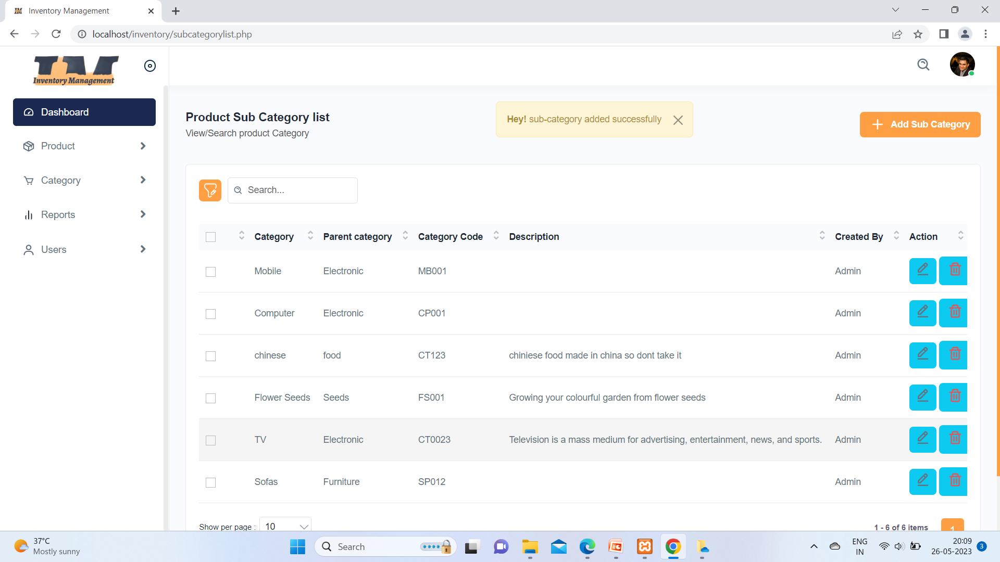 Inventory Management
localhost/inventory/subcategorylist.php
IM
Inventory Management
Dashboard
Product
Category
Reports
Users
Product Sub Category list
View/Search product Category
Hey! sub-category added successfully
Add Sub Category
Search...
Category Parent category Category Code Description Created By Action
Mobile Electronic MB001 Admin
Computer Electronic CP001 Admin
chinese food CT123 chiniese food made in china so dont take it Admin
Flower Seeds Seeds FS001 Growing your colourful garden from flower seeds Admin
TV Electronic CT0023 Television is a mass medium for advertising, entertainment, news, and sports. Admin
Sofas Furniture SP012 Admin
Show per page : 10
1 - 6 of 6 items 1
37°C
Mostly sunny
Search
ENG
IN
20:09
26-05-2023
3